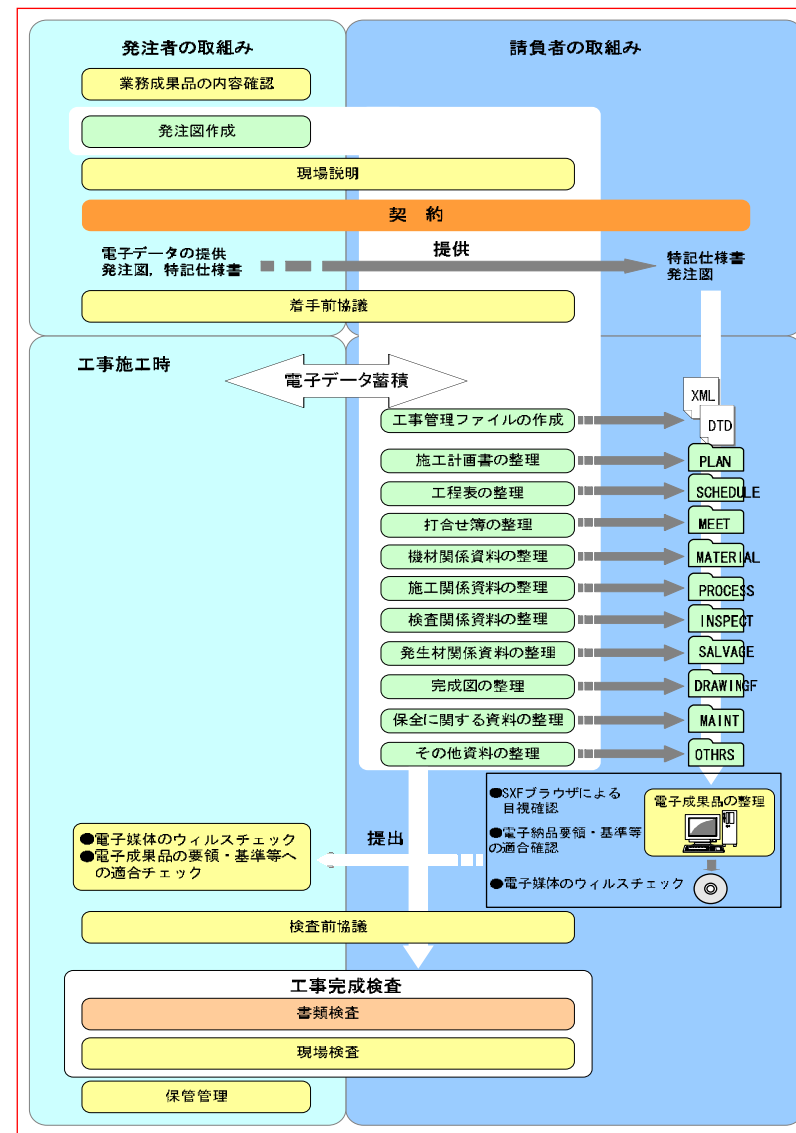 発注者の取組み
請負者の取組み
業務成果品の内容確認
発注図作成
現場説明
契 約
電子データの提供
発注図，特記仕様書
提供
特記仕様書
発注図
着手前協議
工事施工時
電子データ蓄積
XML
DTD
工事管理ファイルの作成
施工計画書の整理
PLAN
工程表の整理
SCHEDULE
打合せ簿の整理
MEET
機材関係資料の整理
MATERIAL
施工関係資料の整理
PROCESS
検査関係資料の整理
INSPECT
発生材関係資料の整理
SALVAGE
完成図の整理
DRAWINGF
保全に関する資料の整理
MAINT
その他資料の整理
OTHRS
●SXFブラウザによる
目視確認
●電子納品要領・基準等
の適合確認
●電子媒体のウィルスチェック
電子成果品の整理
提出
●電子媒体のウィルスチェック
●電子成果品の要領・基準等へ
の適合チェック
検査前協議
工事完成検査
書類検査
現場検査
保管管理